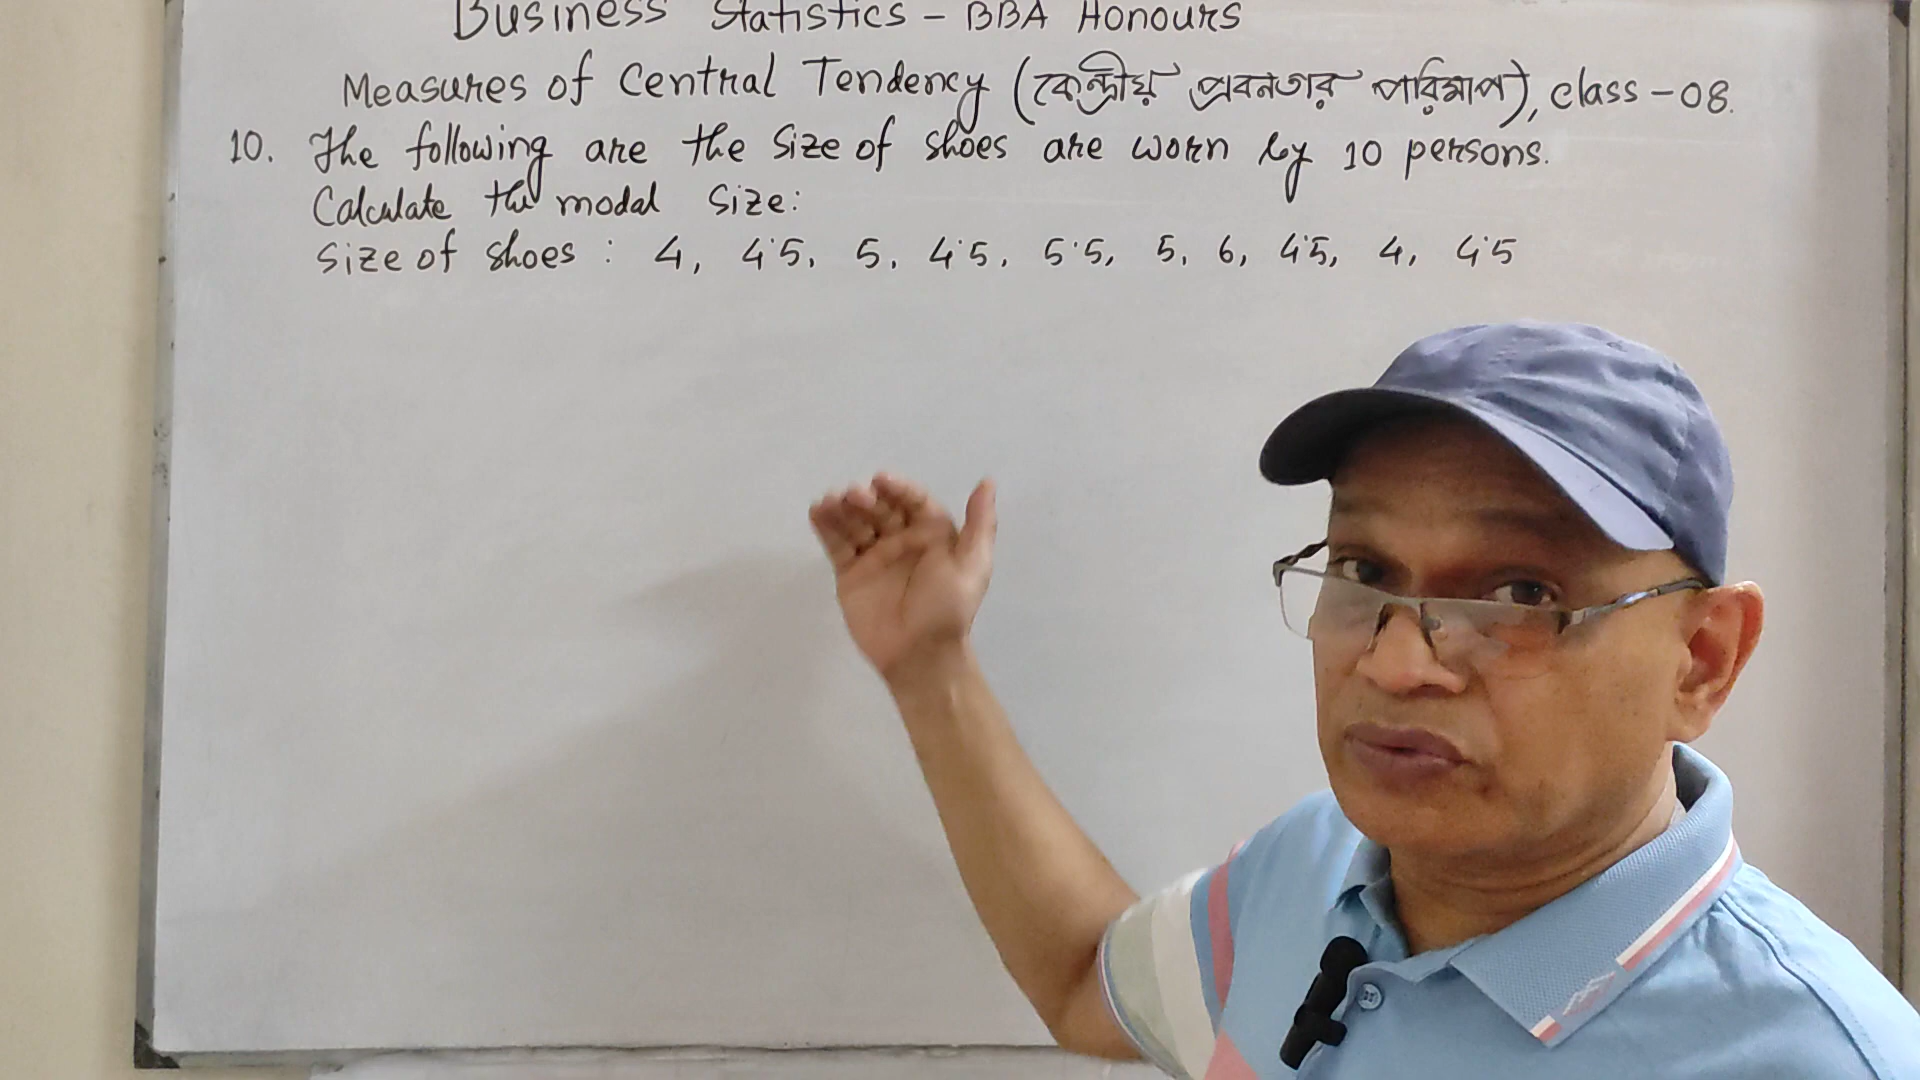 Business Statistics - BBA Honours
Measures of Central Tendency (কেন্দ্রীয় প্রবনতার পরিমাপ), class-08.
10. The following are the size of shoes are worn by 10 persons.
Calculate the modal size:
Size of shoes : 4, 4·5, 5, 4·5, 5·5, 5, 6, 4·5, 4, 4·5